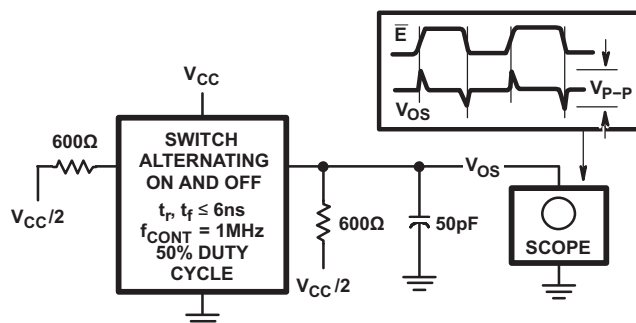 E
V_P–P
V_OS
V_CC
600Ω
V_CC/2
SWITCH
ALTERNATING
ON AND OFF
t_r, t_f ≤ 6ns
f_CONT = 1MHz
50% DUTY
CYCLE
600Ω
V_CC/2
50pF
V_OS
SCOPE